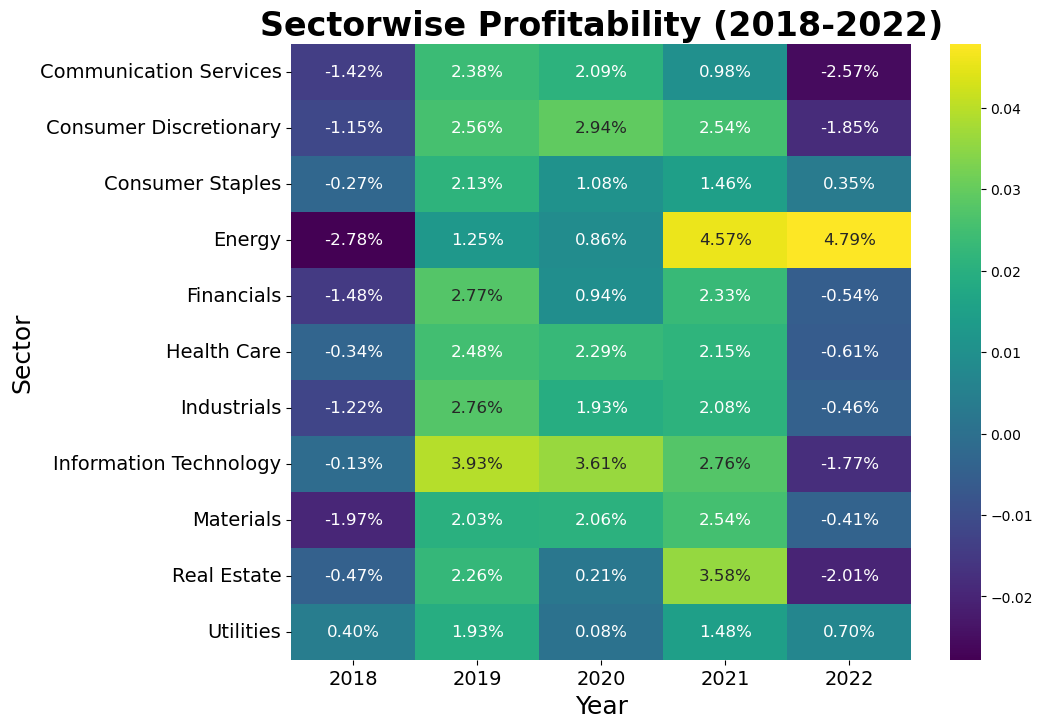 Sectorwise Profitability (2018-2022)
Communication Services -1.42% 2.38% 2.09% 0.98% -2.57%
Consumer Discretionary -1.15% 2.56% 2.94% 2.54% -1.85%
Consumer Staples -0.27% 2.13% 1.08% 1.46% 0.35%
Energy -2.78% 1.25% 0.86% 4.57% 4.79%
Financials -1.48% 2.77% 0.94% 2.33% -0.54%
Health Care -0.34% 2.48% 2.29% 2.15% -0.61%
Industrials -1.22% 2.76% 1.93% 2.08% -0.46%
Information Technology -0.13% 3.93% 3.61% 2.76% -1.77%
Materials -1.97% 2.03% 2.06% 2.54% -0.41%
Real Estate -0.47% 2.26% 0.21% 3.58% -2.01%
Utilities 0.40% 1.93% 0.08% 1.48% 0.70%
2018 2019 2020 2021 2022
Year
Sector
0.04
0.03
0.02
0.01
0.00
−0.01
−0.02